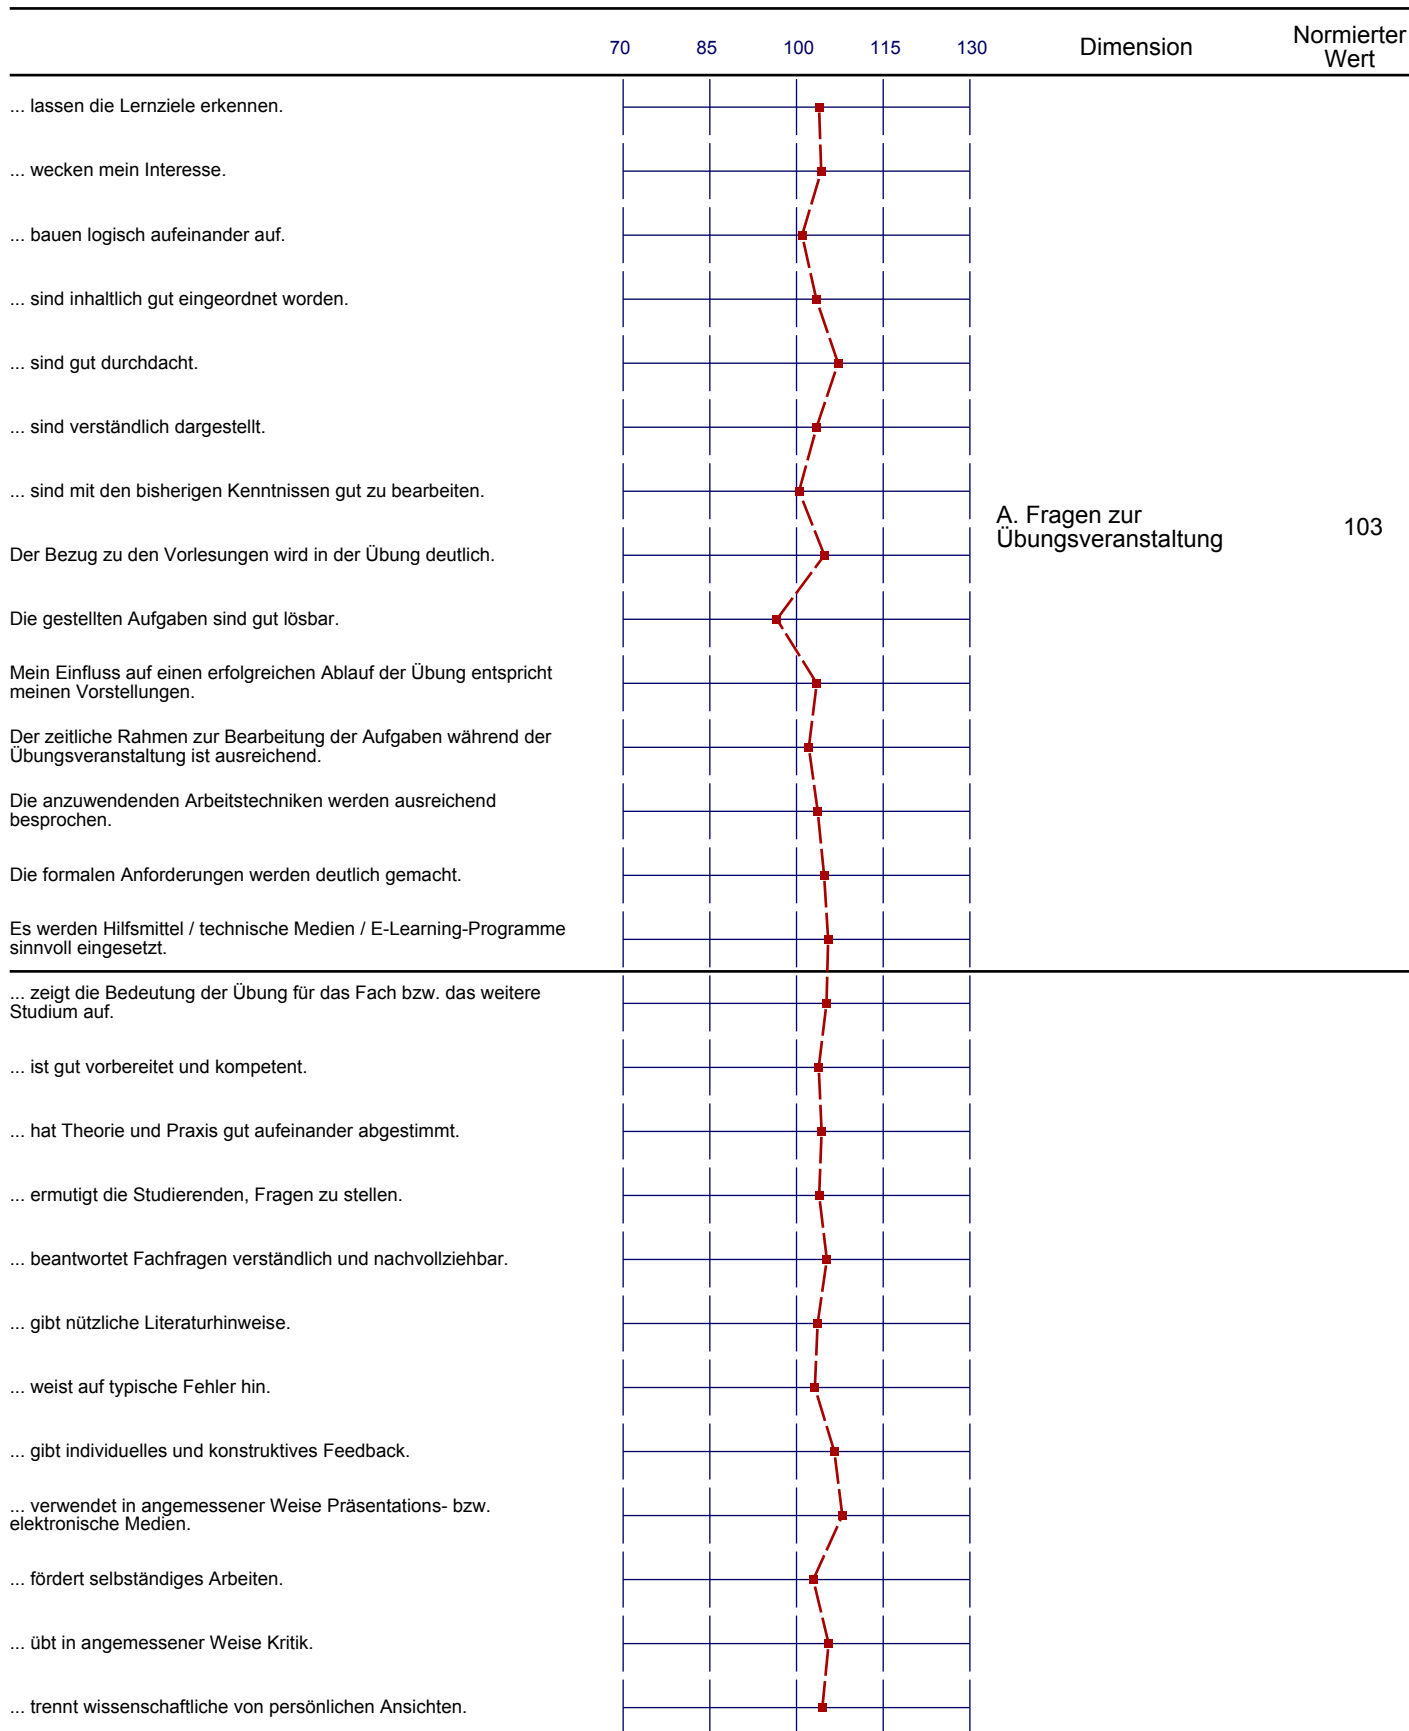 70 85 100 115 130 Dimension Normierter
Wert
... lassen die Lernziele erkennen.
... wecken mein Interesse.
... bauen logisch aufeinander auf.
... sind inhaltlich gut eingeordnet worden.
... sind gut durchdacht.
... sind verständlich dargestellt.
... sind mit den bisherigen Kenntnissen gut zu bearbeiten.
A. Fragen zur
Übungsveranstaltung 103
Der Bezug zu den Vorlesungen wird in der Übung deutlich.
Die gestellten Aufgaben sind gut lösbar.
Mein Einfluss auf einen erfolgreichen Ablauf der Übung entspricht
meinen Vorstellungen.
Der zeitliche Rahmen zur Bearbeitung der Aufgaben während der
Übungsveranstaltung ist ausreichend.
Die anzuwendenden Arbeitstechniken werden ausreichend
besprochen.
Die formalen Anforderungen werden deutlich gemacht.
Es werden Hilfsmittel / technische Medien / E-Learning-Programme
sinnvoll eingesetzt.
... zeigt die Bedeutung der Übung für das Fach bzw. das weitere
Studium auf.
... ist gut vorbereitet und kompetent.
... hat Theorie und Praxis gut aufeinander abgestimmt.
... ermutigt die Studierenden, Fragen zu stellen.
... beantwortet Fachfragen verständlich und nachvollziehbar.
... gibt nützliche Literaturhinweise.
... weist auf typische Fehler hin.
... gibt individuelles und konstruktives Feedback.
... verwendet in angemessener Weise Präsentations- bzw.
elektronische Medien.
... fördert selbständiges Arbeiten.
... übt in angemessener Weise Kritik.
... trennt wissenschaftliche von persönlichen Ansichten.